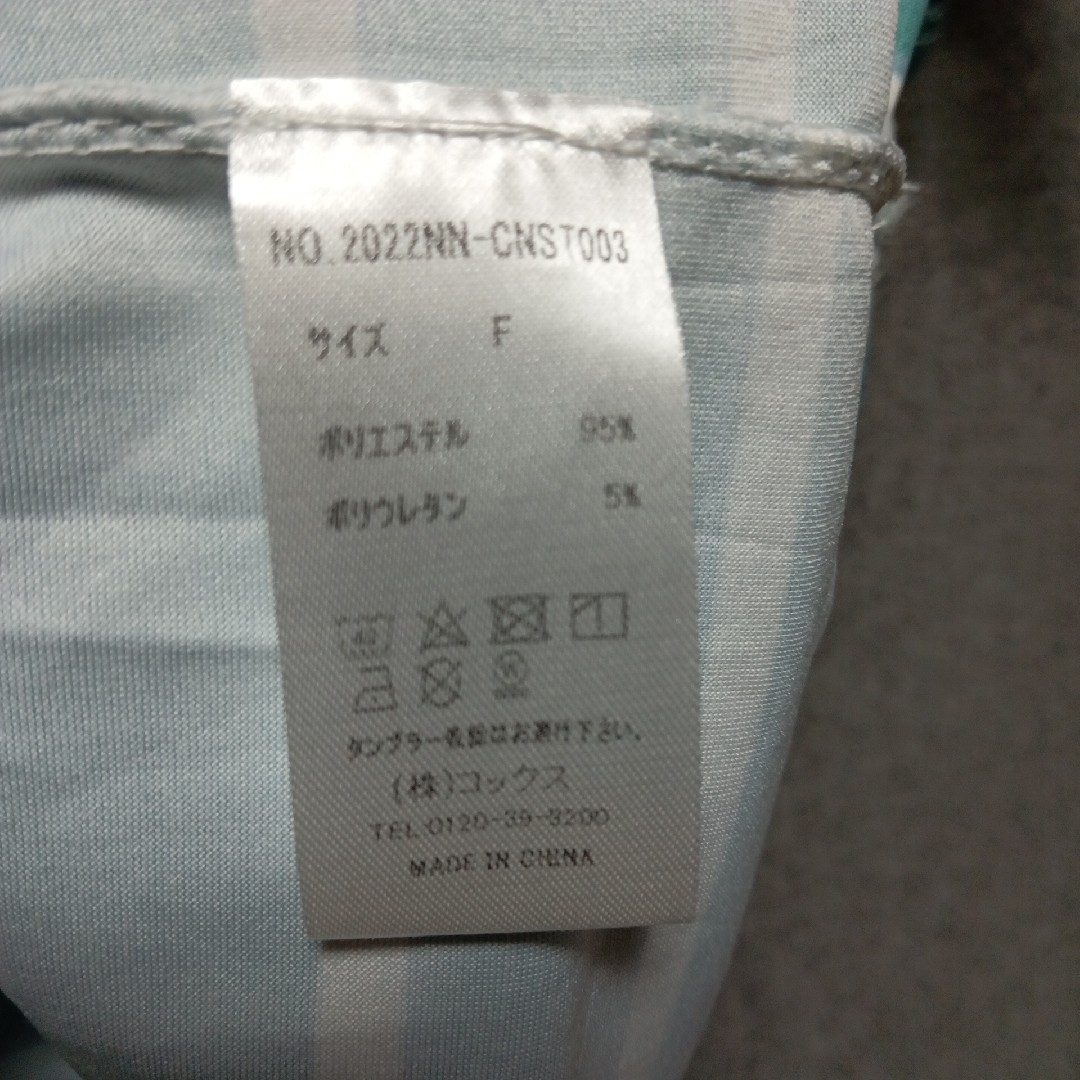 NO.2022NN-CNST003
サイズ F
ポリエステル 95%
ポリウレタン 5%
タンブラー乾燥はお避け下さい。
(株)コックス
TEL 0120-39-3200
MADE IN CHINA